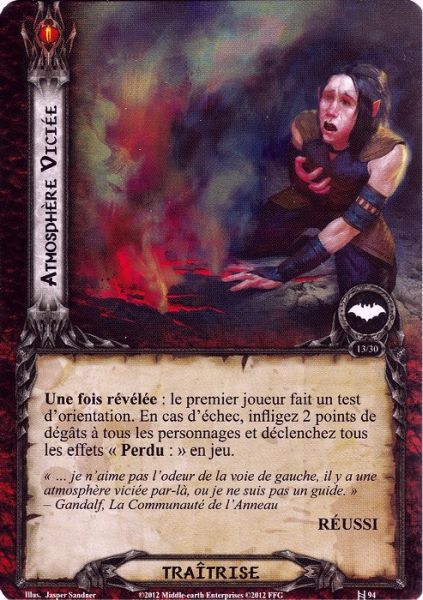 ATMOSPHÈRE VICIÉE
13/30
Une fois révélée : le premier joueur fait un test
d'orientation. En cas d'échec, infligez 2 points de
dégâts à tous les personnages et déclenchez tous
les effets « Perdu : » en jeu.
« ... je n'aime pas l'odeur de la voie de gauche, il y a une
atmosphère viciée par-là, ou je ne suis pas un guide. »
– Gandalf, La Communauté de l'Anneau
RÉUSSI
TRAÎTRISE
Illus. Jasper Sandner ©2012 Middle-earth Enterprises ©2012 FFG 94